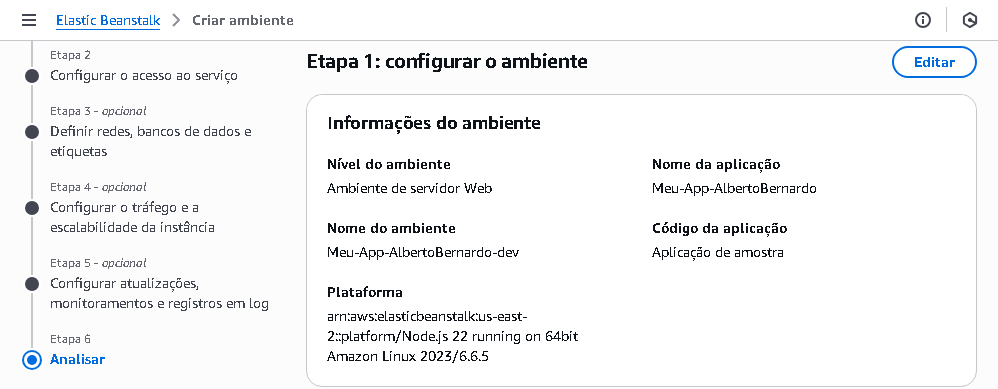 Elastic Beanstalk > Criar ambiente
Etapa 2
Configurar o acesso ao serviço
Etapa 3 - opcional
Definir redes, bancos de dados e
etiquetas
Etapa 4 - opcional
Configurar o tráfego e a
escalabilidade da instância
Etapa 5 - opcional
Configurar atualizações,
monitoramentos e registros em log
Etapa 6
Analisar
Etapa 1: configurar o ambiente
Editar
Informações do ambiente
Nível do ambiente
Ambiente de servidor Web
Nome da aplicação
Meu-App-AlbertoBernardo
Nome do ambiente
Meu-App-AlbertoBernardo-dev
Código da aplicação
Aplicação de amostra
Plataforma
arn:aws:elasticbeanstalk:us-east-
2::platform/Node.js 22 running on 64bit
Amazon Linux 2023/6.6.5